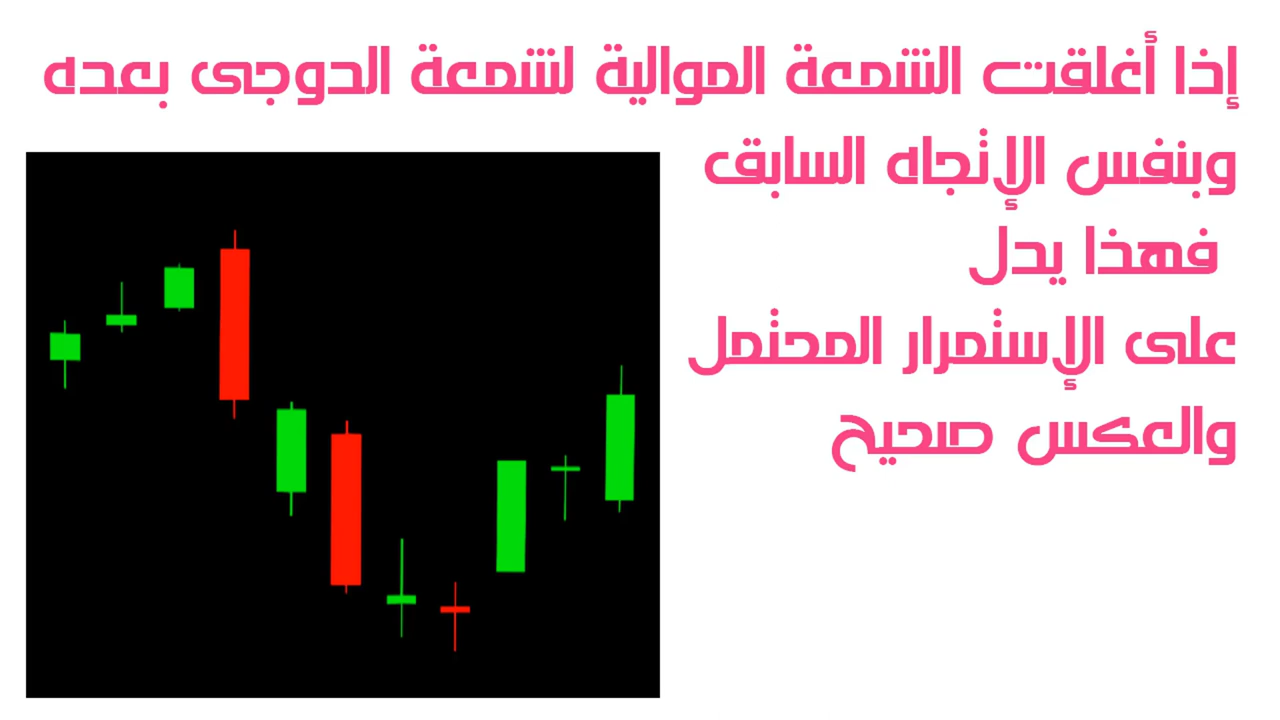 إذا أغلقت الشمعة الموالية لشمعة الدوجى بعده
وبنفس الإتجاه السابق
فهذا يدل
على الإستمرار المحتمل
والعكس صحيح